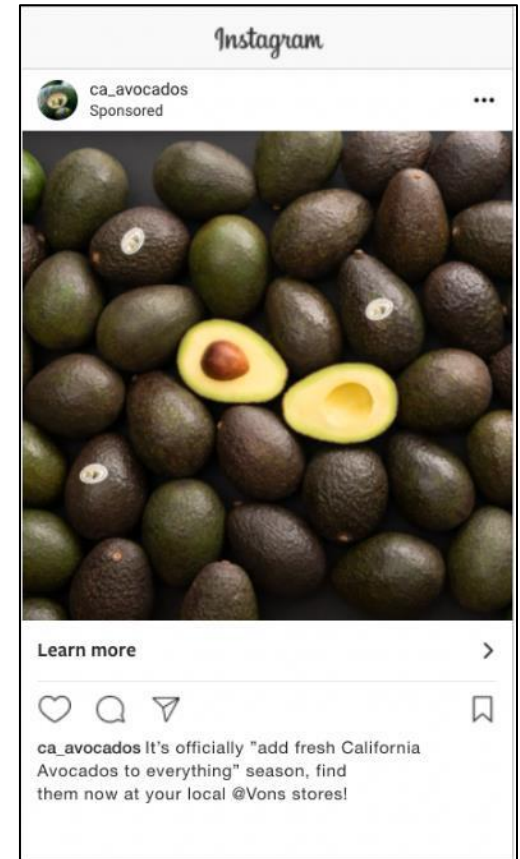 Instagram
ca_avocados
Sponsored
Learn more
ca_avocados It's officially "add fresh California
Avocados to everything" season, find
them now at your local @Vons stores!